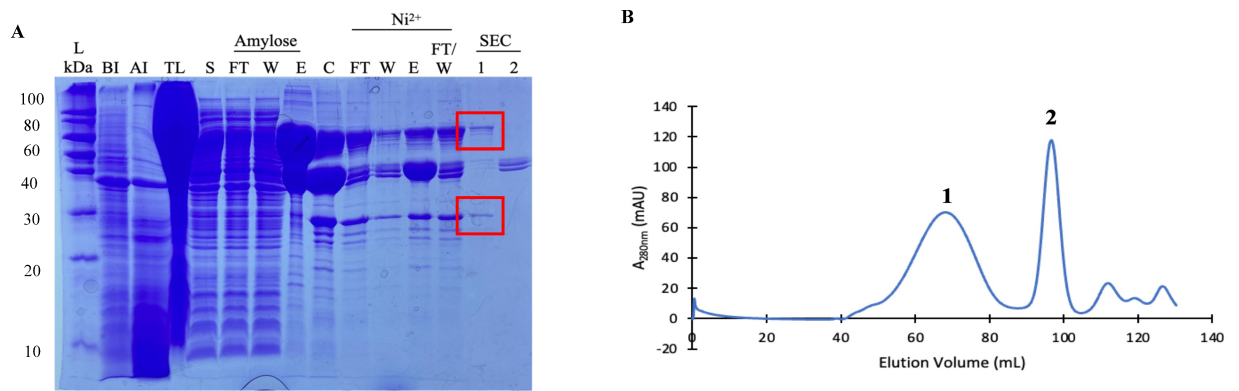 A
Ni²⁺
L
Amylose
FT/
SEC
kDa BI AI TL S FT W E C FT W E W 1 2
100
80
60
40
30
20
10
B
140
120
100
80
60
40
20
0
-20
A280nm (mAU)
1
2
0 20 40 60 80 100 120 140
Elution Volume (mL)